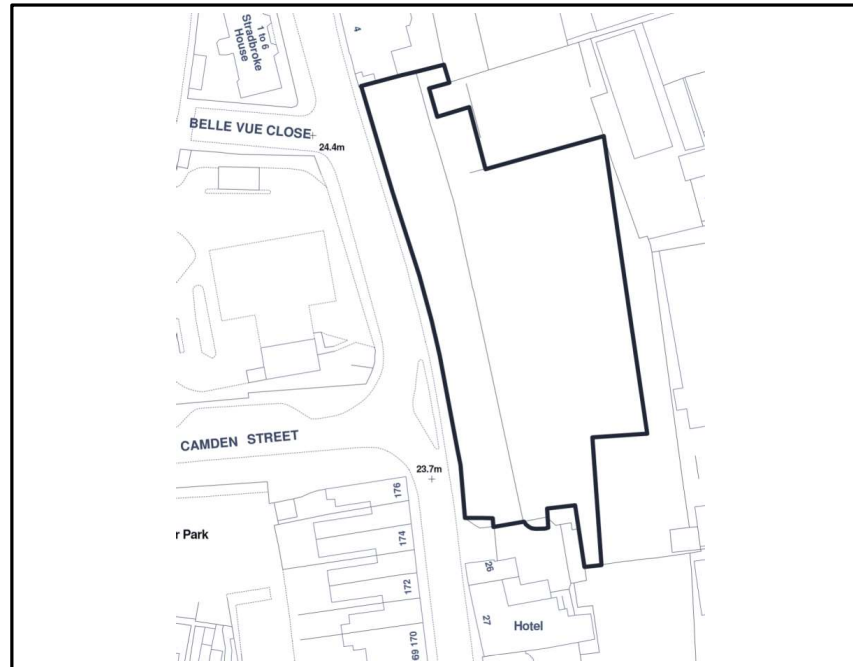 1 to 6
Stradbroke
House
4
BELLE VUE CLOSE
24.4m
CAMDEN STREET
23.7m
176
r Park
174
26
172
27
Hotel
69 170